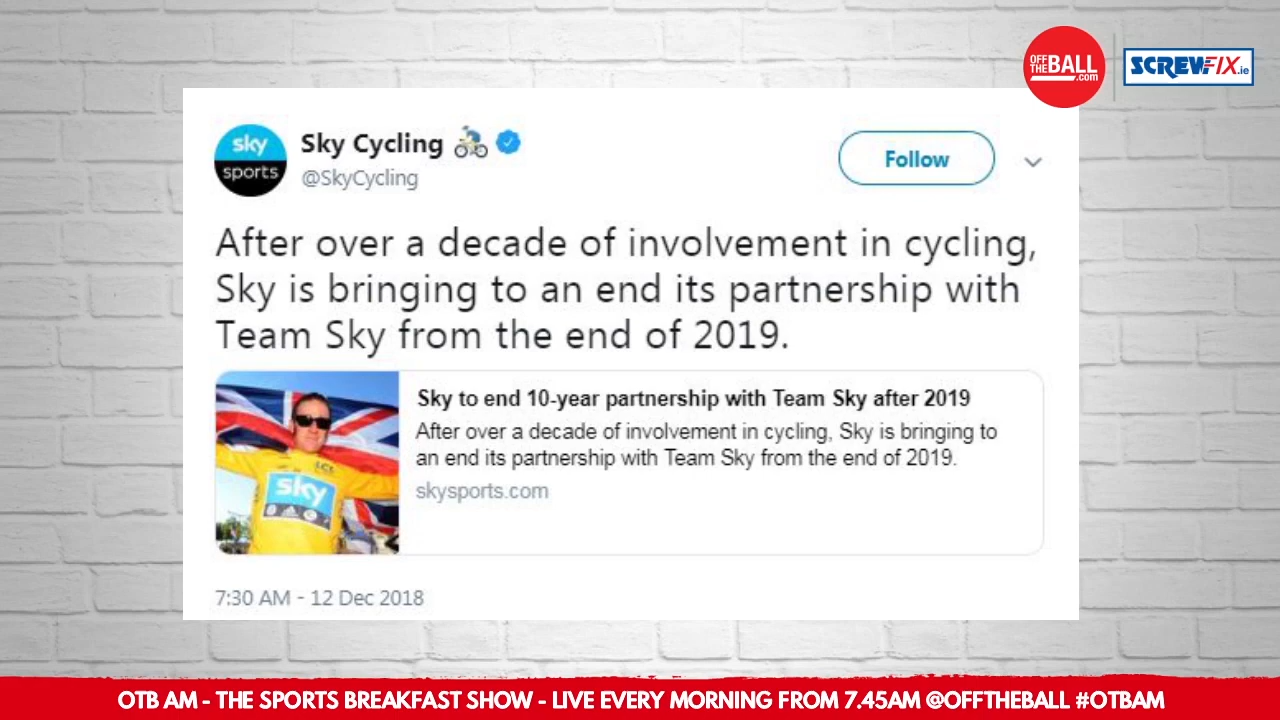 OFF
THE BALL
.com
SCREWFIX.ie
sky
sports
Sky Cycling
@SkyCycling
Follow
After over a decade of involvement in cycling,
Sky is bringing to an end its partnership with
Team Sky from the end of 2019.
Sky to end 10-year partnership with Team Sky after 2019
After over a decade of involvement in cycling, Sky is bringing to
an end its partnership with Team Sky from the end of 2019.
skysports.com
LCL
sky
7:30 AM - 12 Dec 2018
OTB AM - THE SPORTS BREAKFAST SHOW - LIVE EVERY MORNING FROM 7.45AM @OFFTHEBALL #OTBAM